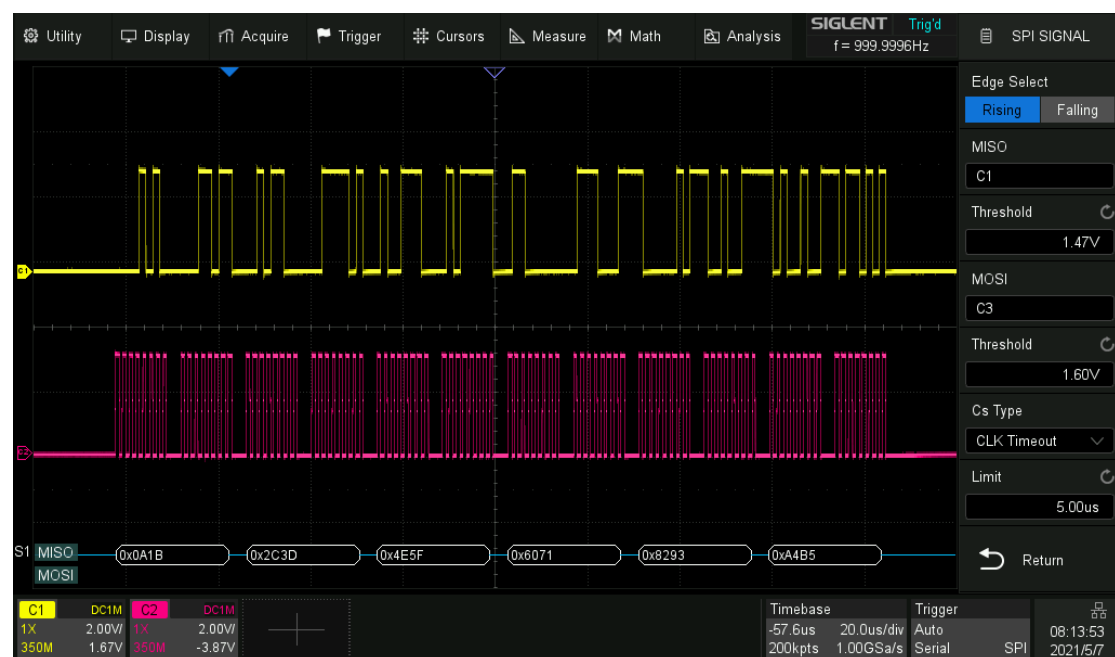 Utility Display Acquire Trigger Cursors Measure Math Analysis
SIGLENT Trig'd
f = 999.9996Hz
SPI SIGNAL
Edge Select
Rising Falling
MISO
C1
Threshold
1.47V
MOSI
C3
Threshold
1.60V
Cs Type
CLK Timeout
Limit
5.00us
Return
C1
C2
S1 MISO 0x0A1B 0x2C3D 0x4E5F 0x6071 0x8293 0xA4B5
MOSI
C1 DC1M C2 DC1M
1X 2.00V/ 1X 2.00V/
350M 1.67V 350M -3.87V
Timebase Trigger
-57.6us 20.0us/div Auto
200kpts 1.00GSa/s Serial SPI
08:13:53
2021/5/7